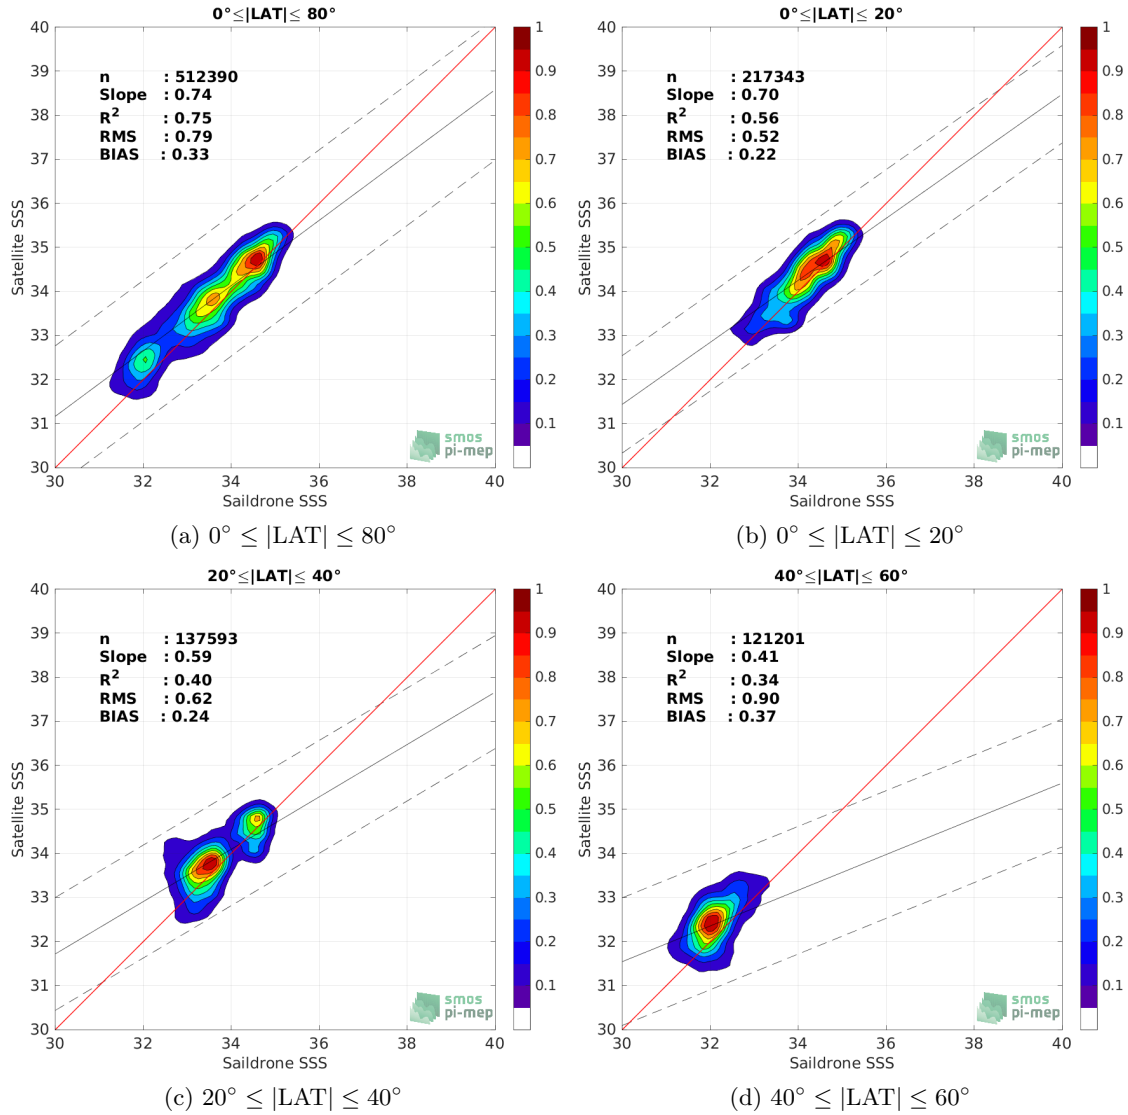 0°≤|LAT|≤ 80°
n : 512390
Slope : 0.74
R² : 0.75
RMS : 0.79
BIAS : 0.33
40
39
38
37
36
35
34
33
32
31
30
Satellite SSS
30 32 34 36 38 40
Saildrone SSS
1
0.9
0.8
0.7
0.6
0.5
0.4
0.3
0.2
0.1
smos
pi-mep
(a) 0° ≤ |LAT| ≤ 80°
0°≤|LAT|≤ 20°
n : 217343
Slope : 0.70
R² : 0.56
RMS : 0.52
BIAS : 0.22
40
39
38
37
36
35
34
33
32
31
30
Satellite SSS
30 32 34 36 38 40
Saildrone SSS
1
0.9
0.8
0.7
0.6
0.5
0.4
0.3
0.2
0.1
smos
pi-mep
(b) 0° ≤ |LAT| ≤ 20°
20°≤|LAT|≤ 40°
n : 137593
Slope : 0.59
R² : 0.40
RMS : 0.62
BIAS : 0.24
40
39
38
37
36
35
34
33
32
31
30
Satellite SSS
30 32 34 36 38 40
Saildrone SSS
1
0.9
0.8
0.7
0.6
0.5
0.4
0.3
0.2
0.1
smos
pi-mep
(c) 20° ≤ |LAT| ≤ 40°
40°≤|LAT|≤ 60°
n : 121201
Slope : 0.41
R² : 0.34
RMS : 0.90
BIAS : 0.37
40
39
38
37
36
35
34
33
32
31
30
Satellite SSS
30 32 34 36 38 40
Saildrone SSS
1
0.9
0.8
0.7
0.6
0.5
0.4
0.3
0.2
0.1
smos
pi-mep
(d) 40° ≤ |LAT| ≤ 60°